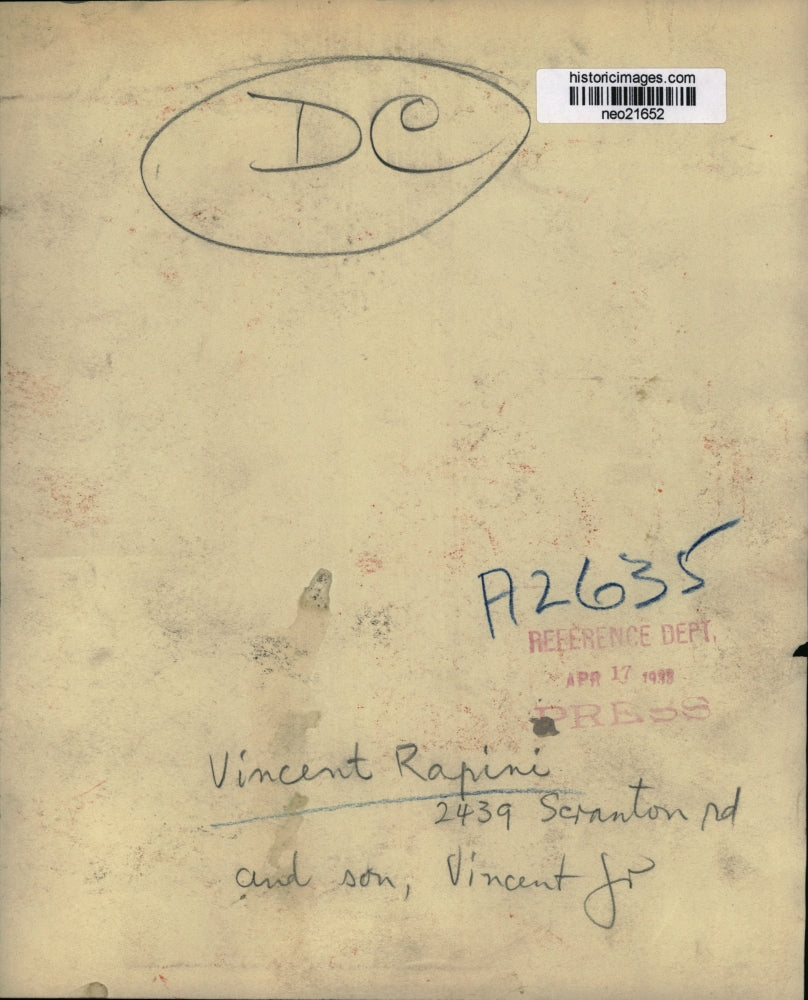 DC
historicimages.com
neo21652
A2635
REFERENCE DEPT.
APR 17 1938
PRESS
Vincent Rapini
2439 Scranton rd
and son, Vincent Jr